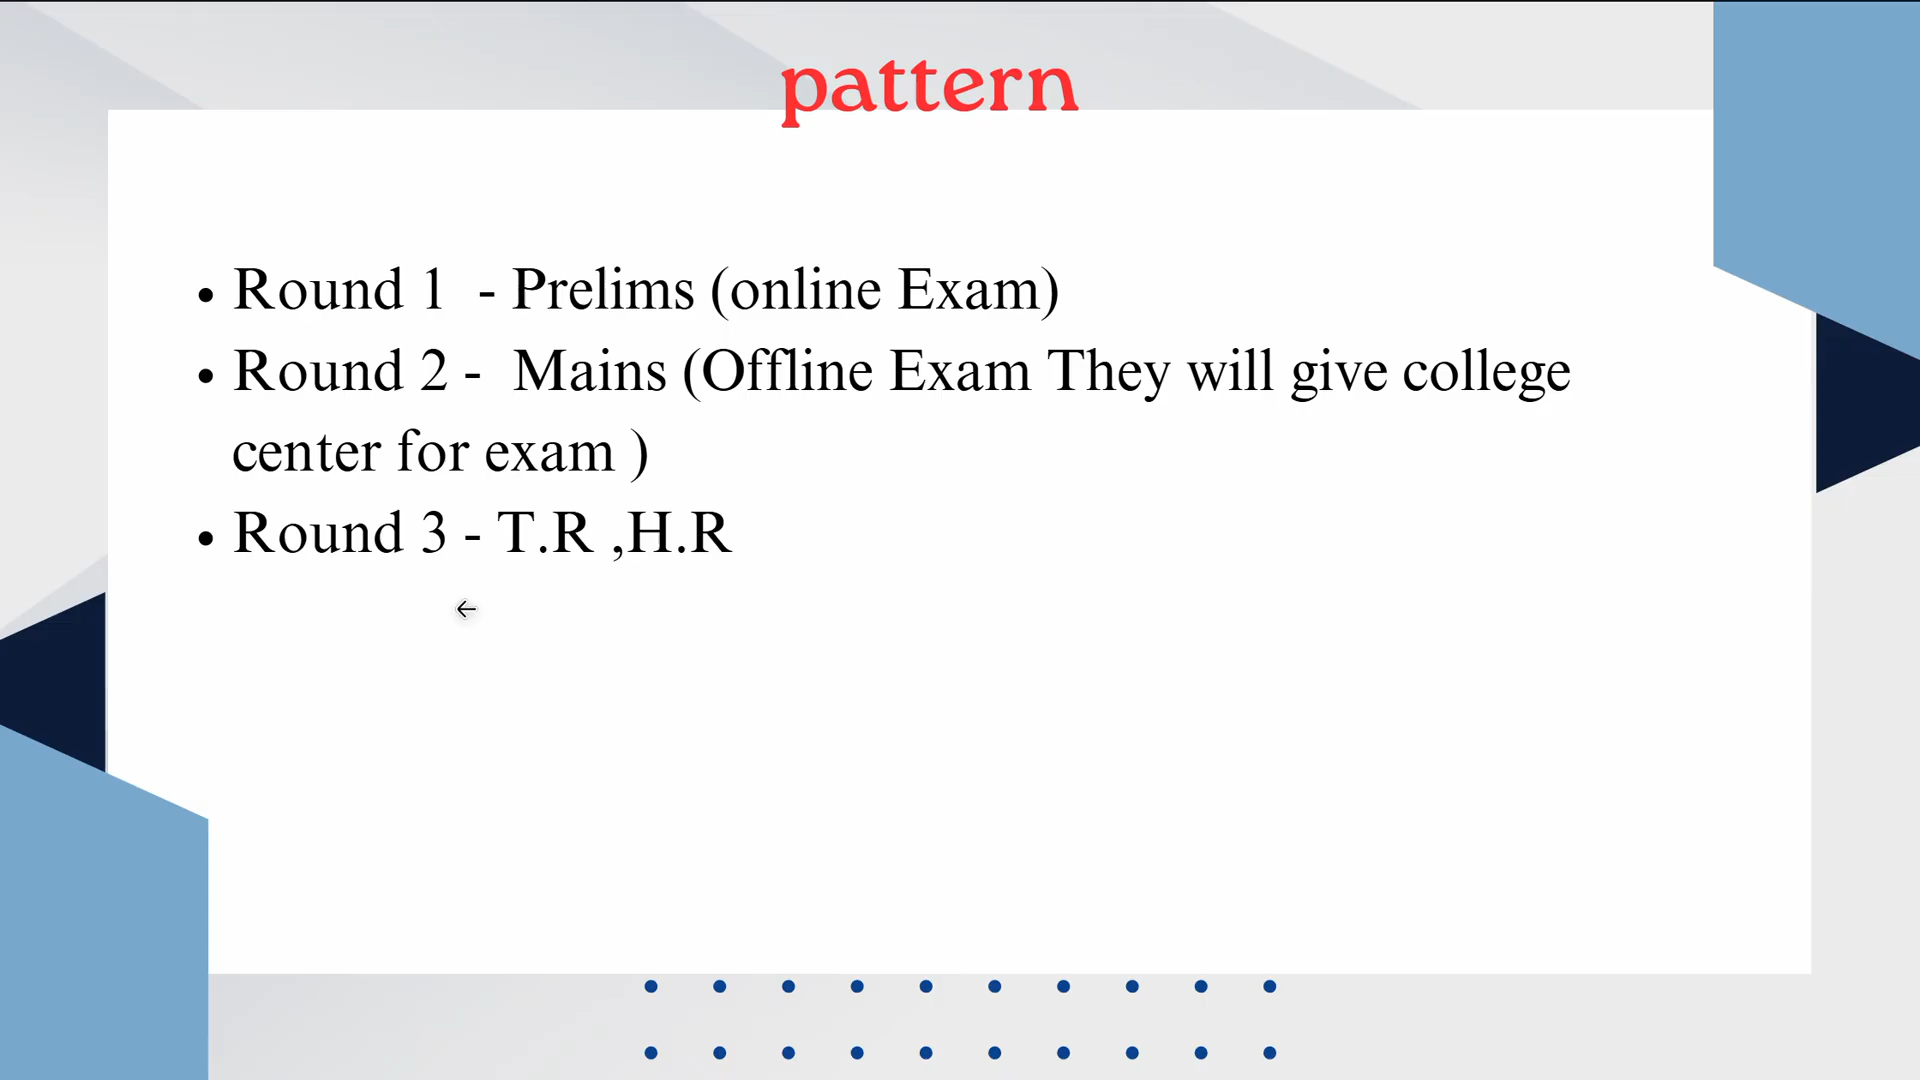 pattern
• Round 1 - Prelims (online Exam)
• Round 2 - Mains (Offline Exam They will give college
center for exam )
• Round 3 - T.R ,H.R